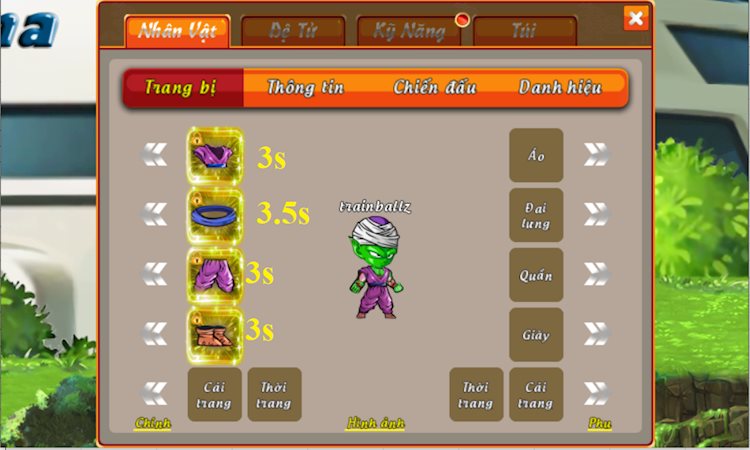 na
Nhân Vật
Đệ Tử
Kỹ Năng
Túi
Trang bị
Thông tin
Chiến đấu
Danh hiệu
3s
Áo
trainballz
3.5s
Đai
lưng
3s
Quần
3s
Giày
Cải
trang
Thời
trang
Thời
trang
Cải
trang
Chính
Hình ảnh
Phụ